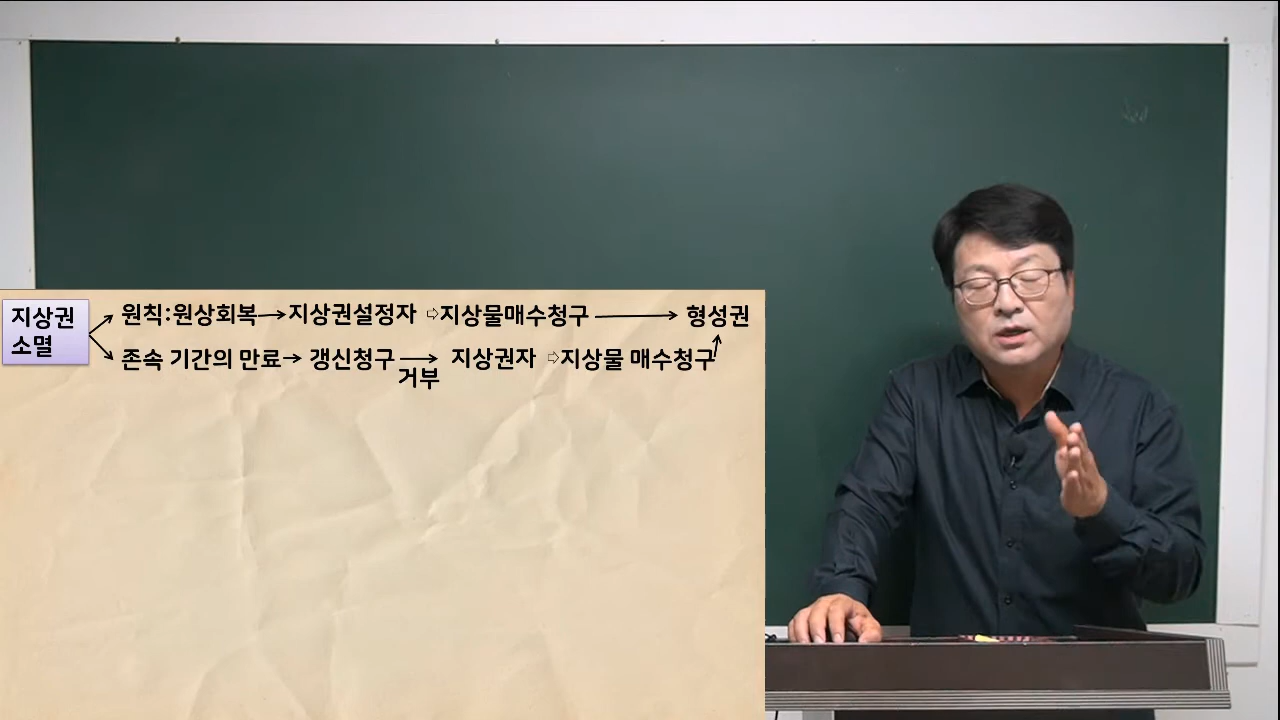 지상권
소멸
원칙:원상회복→지상권설정자 ⇨지상물매수청구 → 형성권
존속 기간의 만료→ 갱신청구 → 지상권자 ⇨지상물 매수청구
거부